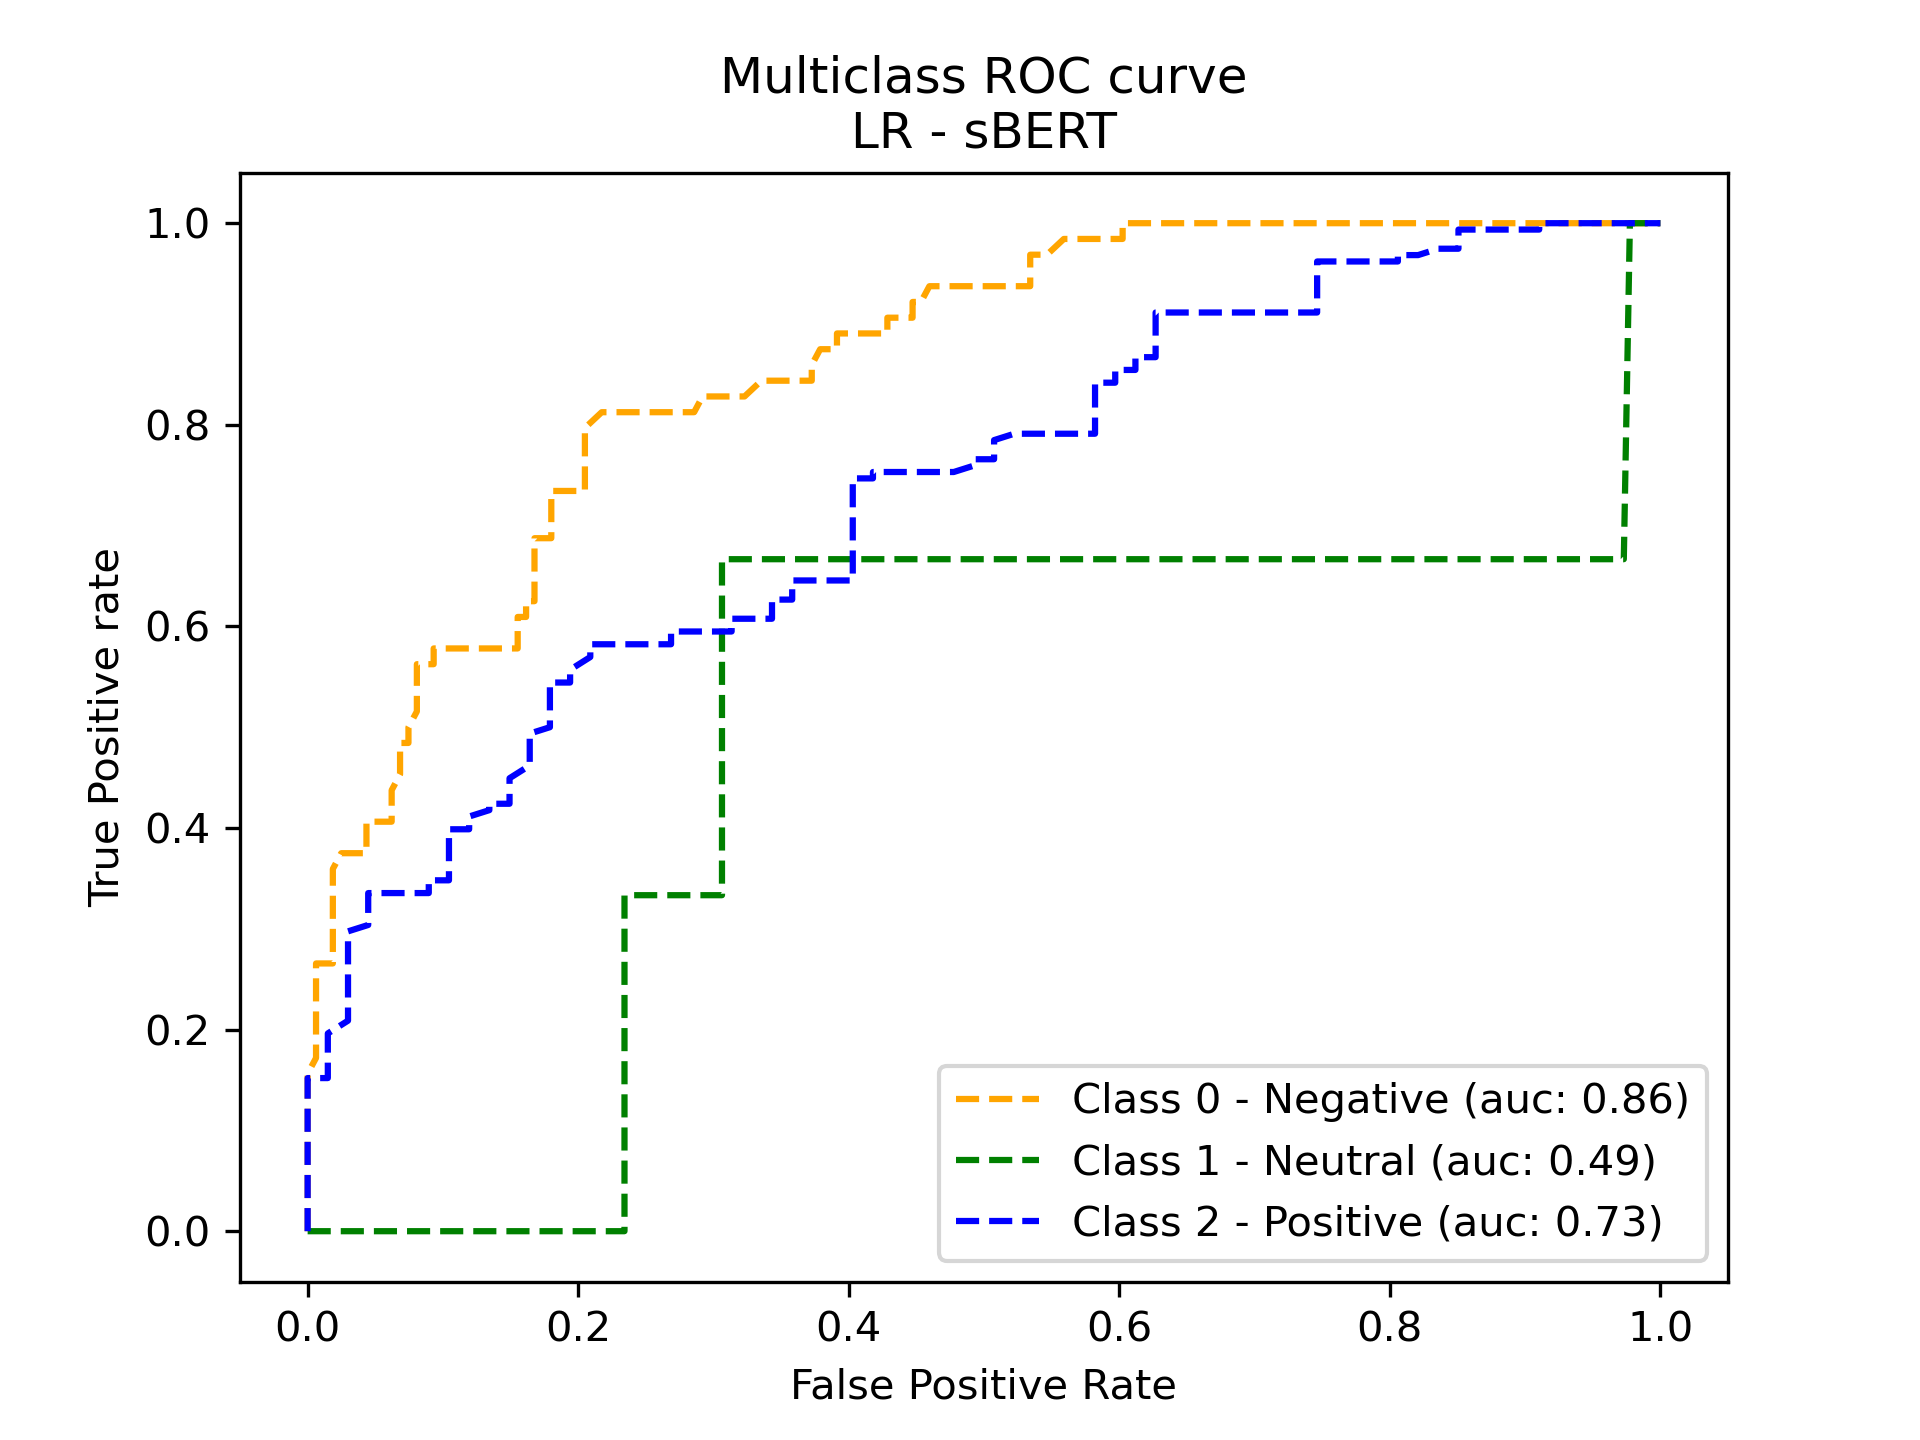 Multiclass ROC curve
LR - sBERT
True Positive rate
1.0
0.8
0.6
0.4
0.2
0.0
Class 0 - Negative (auc: 0.86)
Class 1 - Neutral (auc: 0.49)
Class 2 - Positive (auc: 0.73)
0.0 0.2 0.4 0.6 0.8 1.0
False Positive Rate